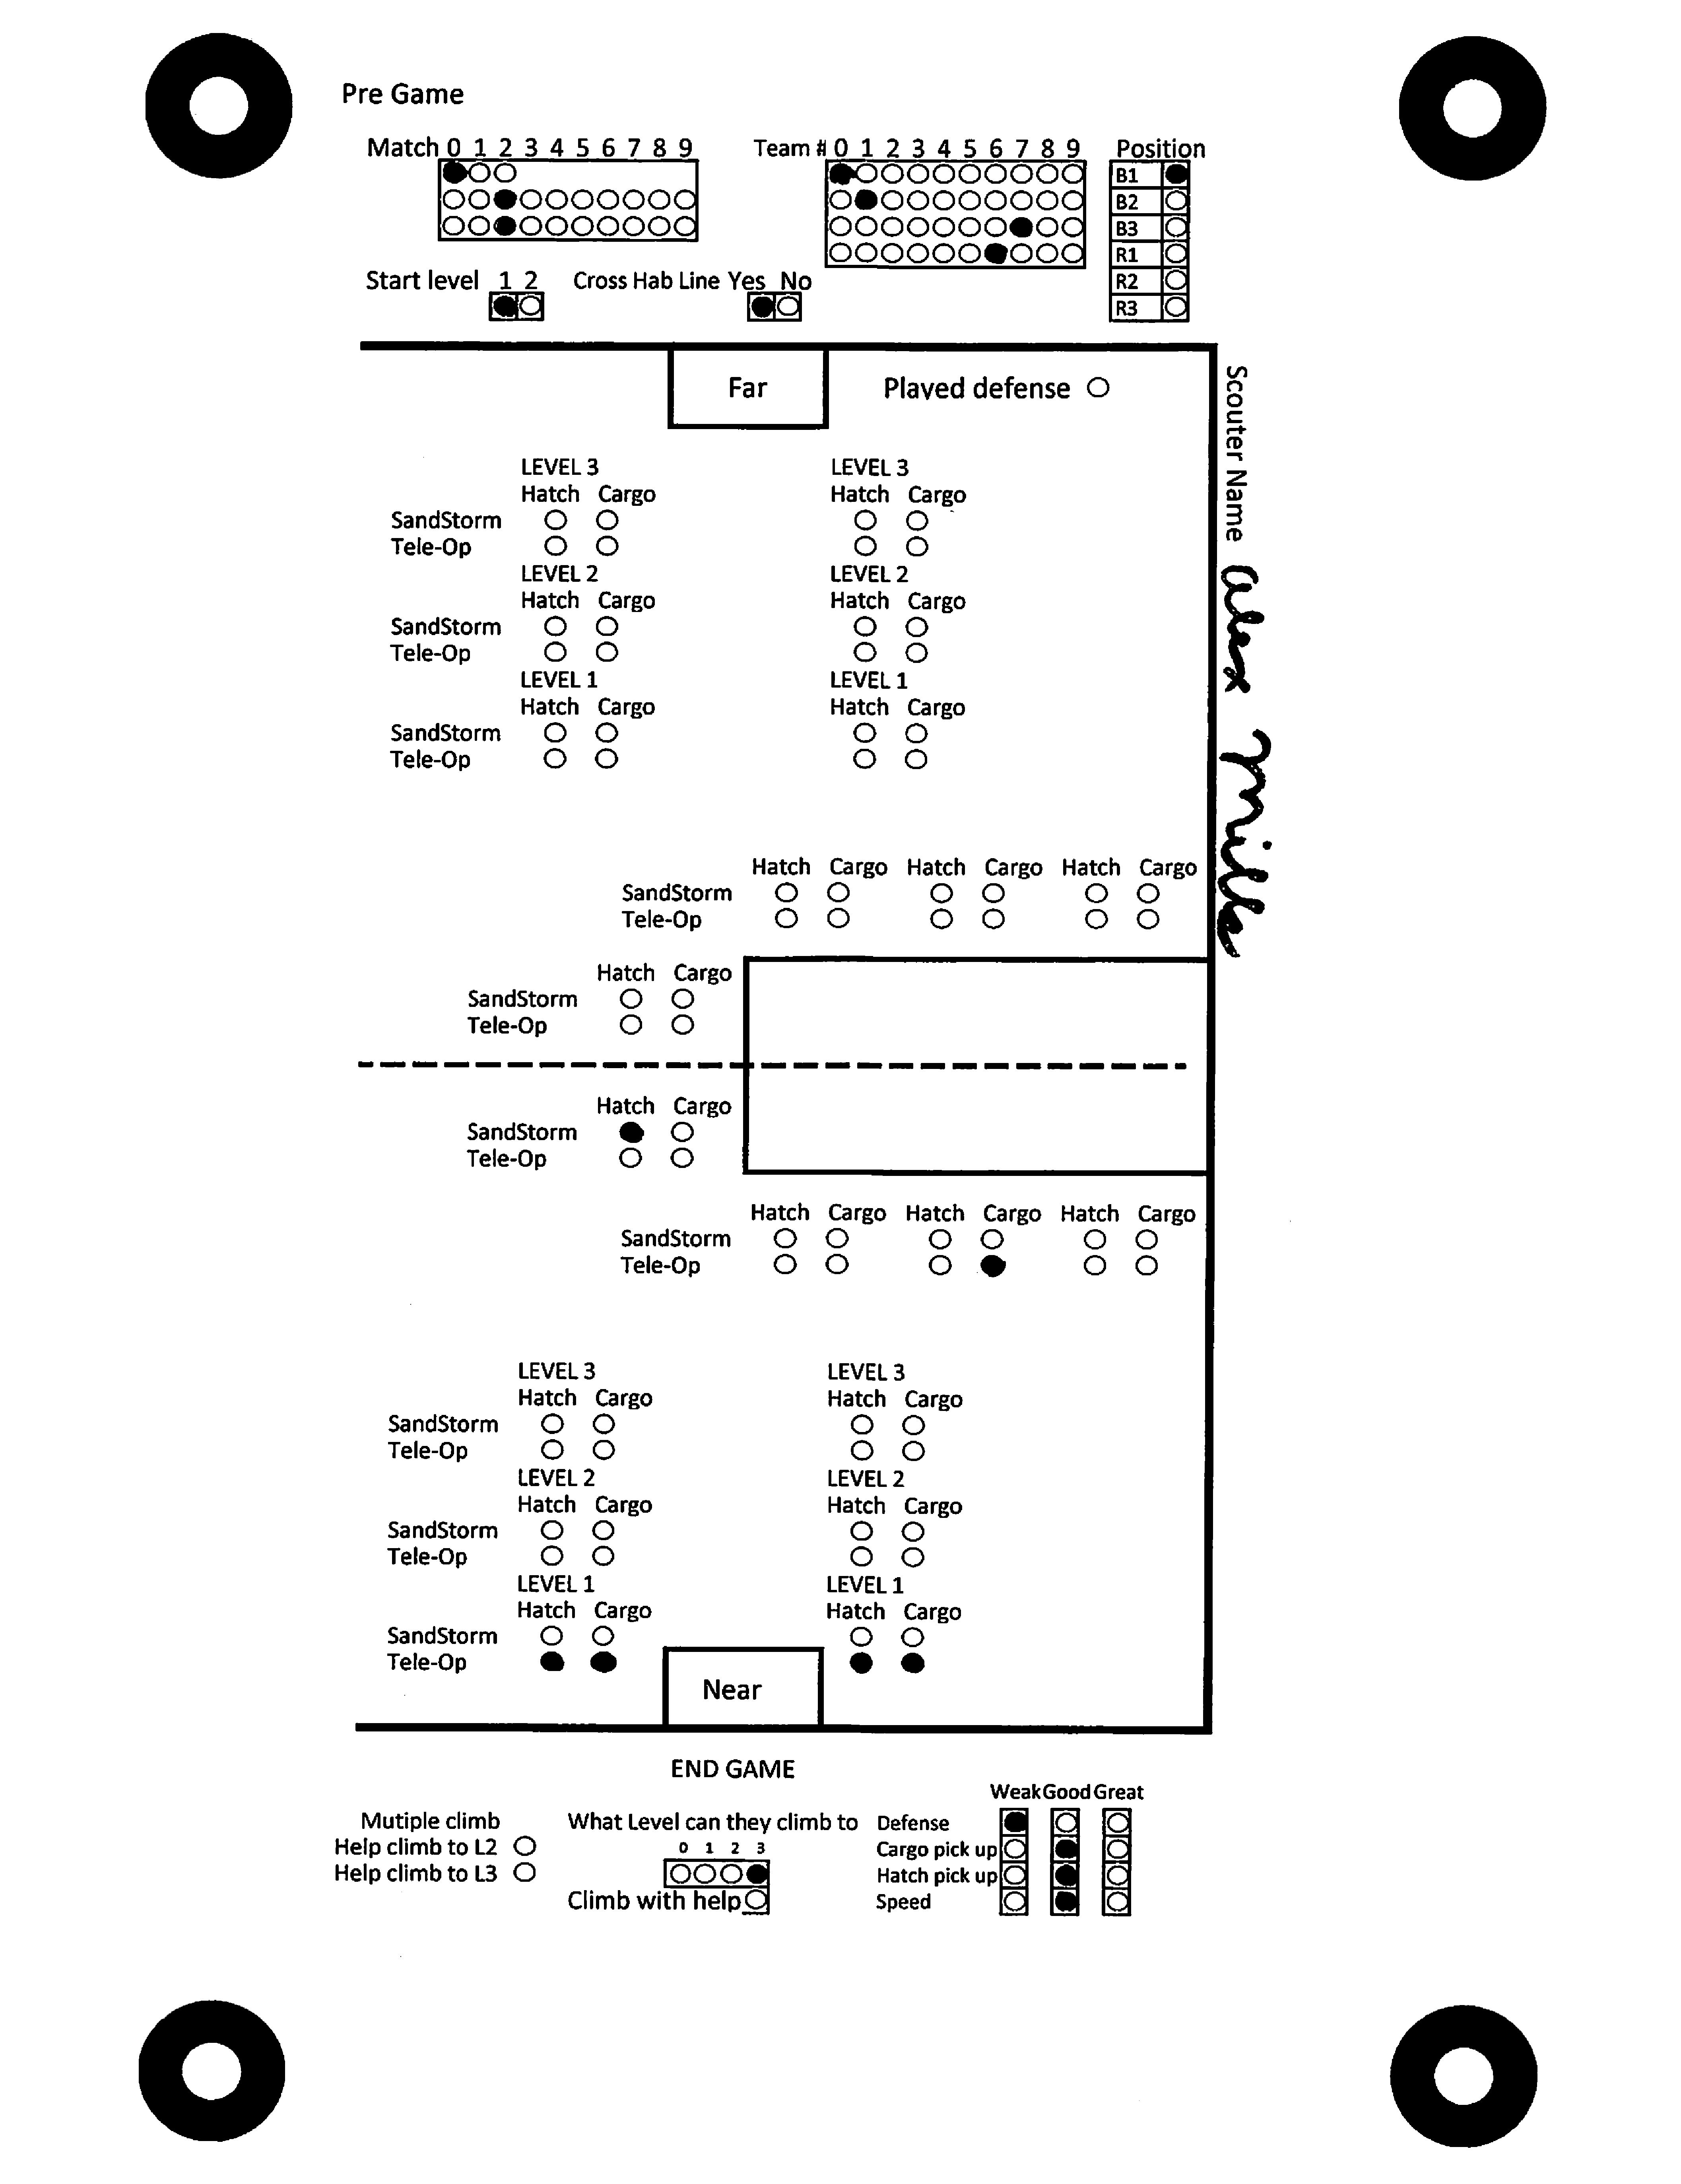 Pre Game
Match 0 1 2 3 4 5 6 7 8 9
Team # 0 1 2 3 4 5 6 7 8 9
Position
B1
B2
B3
R1
R2
R3
Start level 1 2
Cross Hab Line Yes No
Far
Played defense
Scouter Name Alex Mille
LEVEL 3 LEVEL 3
Hatch Cargo Hatch Cargo
SandStorm
Tele-Op
LEVEL 2 LEVEL 2
Hatch Cargo Hatch Cargo
SandStorm
Tele-Op
LEVEL 1 LEVEL 1
Hatch Cargo Hatch Cargo
SandStorm
Tele-Op
Hatch Cargo Hatch Cargo Hatch Cargo
SandStorm
Tele-Op
Hatch Cargo
SandStorm
Tele-Op
Hatch Cargo
SandStorm
Tele-Op
Hatch Cargo Hatch Cargo Hatch Cargo
SandStorm
Tele-Op
LEVEL 3 LEVEL 3
Hatch Cargo Hatch Cargo
SandStorm
Tele-Op
LEVEL 2 LEVEL 2
Hatch Cargo Hatch Cargo
SandStorm
Tele-Op
LEVEL 1 LEVEL 1
Hatch Cargo Hatch Cargo
SandStorm
Tele-Op
Near
END GAME
Mutiple climb
Help climb to L2
Help climb to L3
What Level can they climb to
0 1 2 3
Climb with help
Weak Good Great
Defense
Cargo pick up
Hatch pick up
Speed